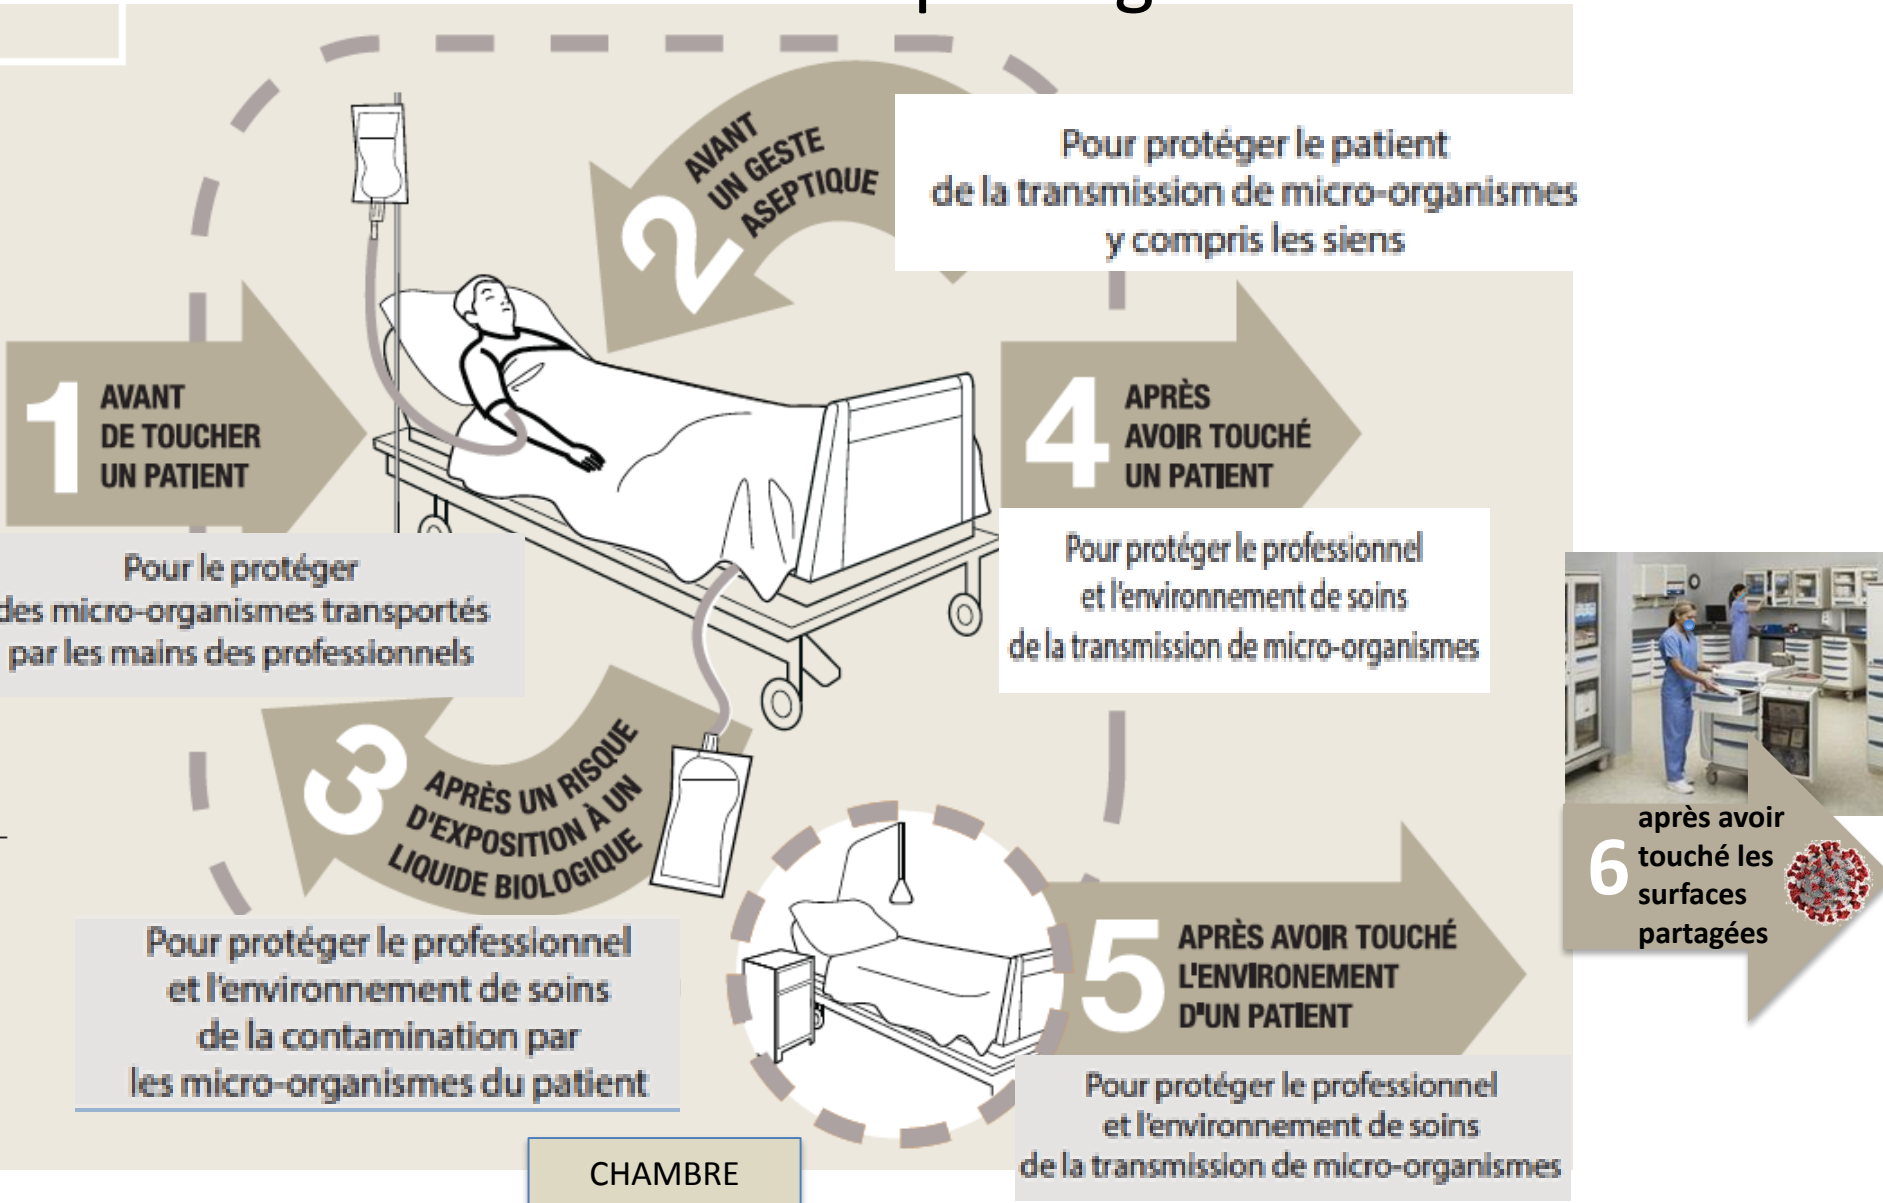 1
AVANT
DE TOUCHER
UN PATIENT
Pour le protéger
des micro-organismes transportés
par les mains des professionnels
2
AVANT
UN GESTE
ASEPTIQUE
Pour protéger le patient
de la transmission de micro-organismes
y compris les siens
3
APRÈS UN RISQUE
D'EXPOSITION À UN
LIQUIDE BIOLOGIQUE
Pour protéger le professionnel
et l'environnement de soins
de la contamination par
les micro-organismes du patient
4
APRÈS
AVOIR TOUCHÉ
UN PATIENT
Pour protéger le professionnel
et l'environnement de soins
de la transmission de micro-organismes
5
APRÈS AVOIR TOUCHÉ
L'ENVIRONEMENT
D'UN PATIENT
Pour protéger le professionnel
et l'environnement de soins
de la transmission de micro-organismes
6
après avoir
touché les
surfaces
partagées
CHAMBRE